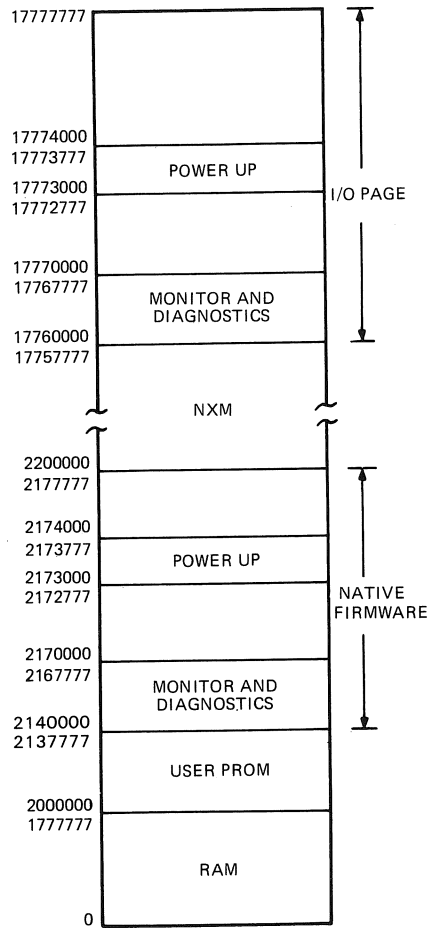 17777777
17774000
17773777
POWER UP
17773000
17772777
I/O PAGE
17770000
17767777
MONITOR AND
DIAGNOSTICS
17760000
17757777
NXM
2200000
2177777
2174000
2173777
POWER UP
2173000
2172777
NATIVE
FIRMWARE
2170000
2167777
MONITOR AND
DIAGNOSTICS
2140000
2137777
USER PROM
2000000
1777777
RAM
0